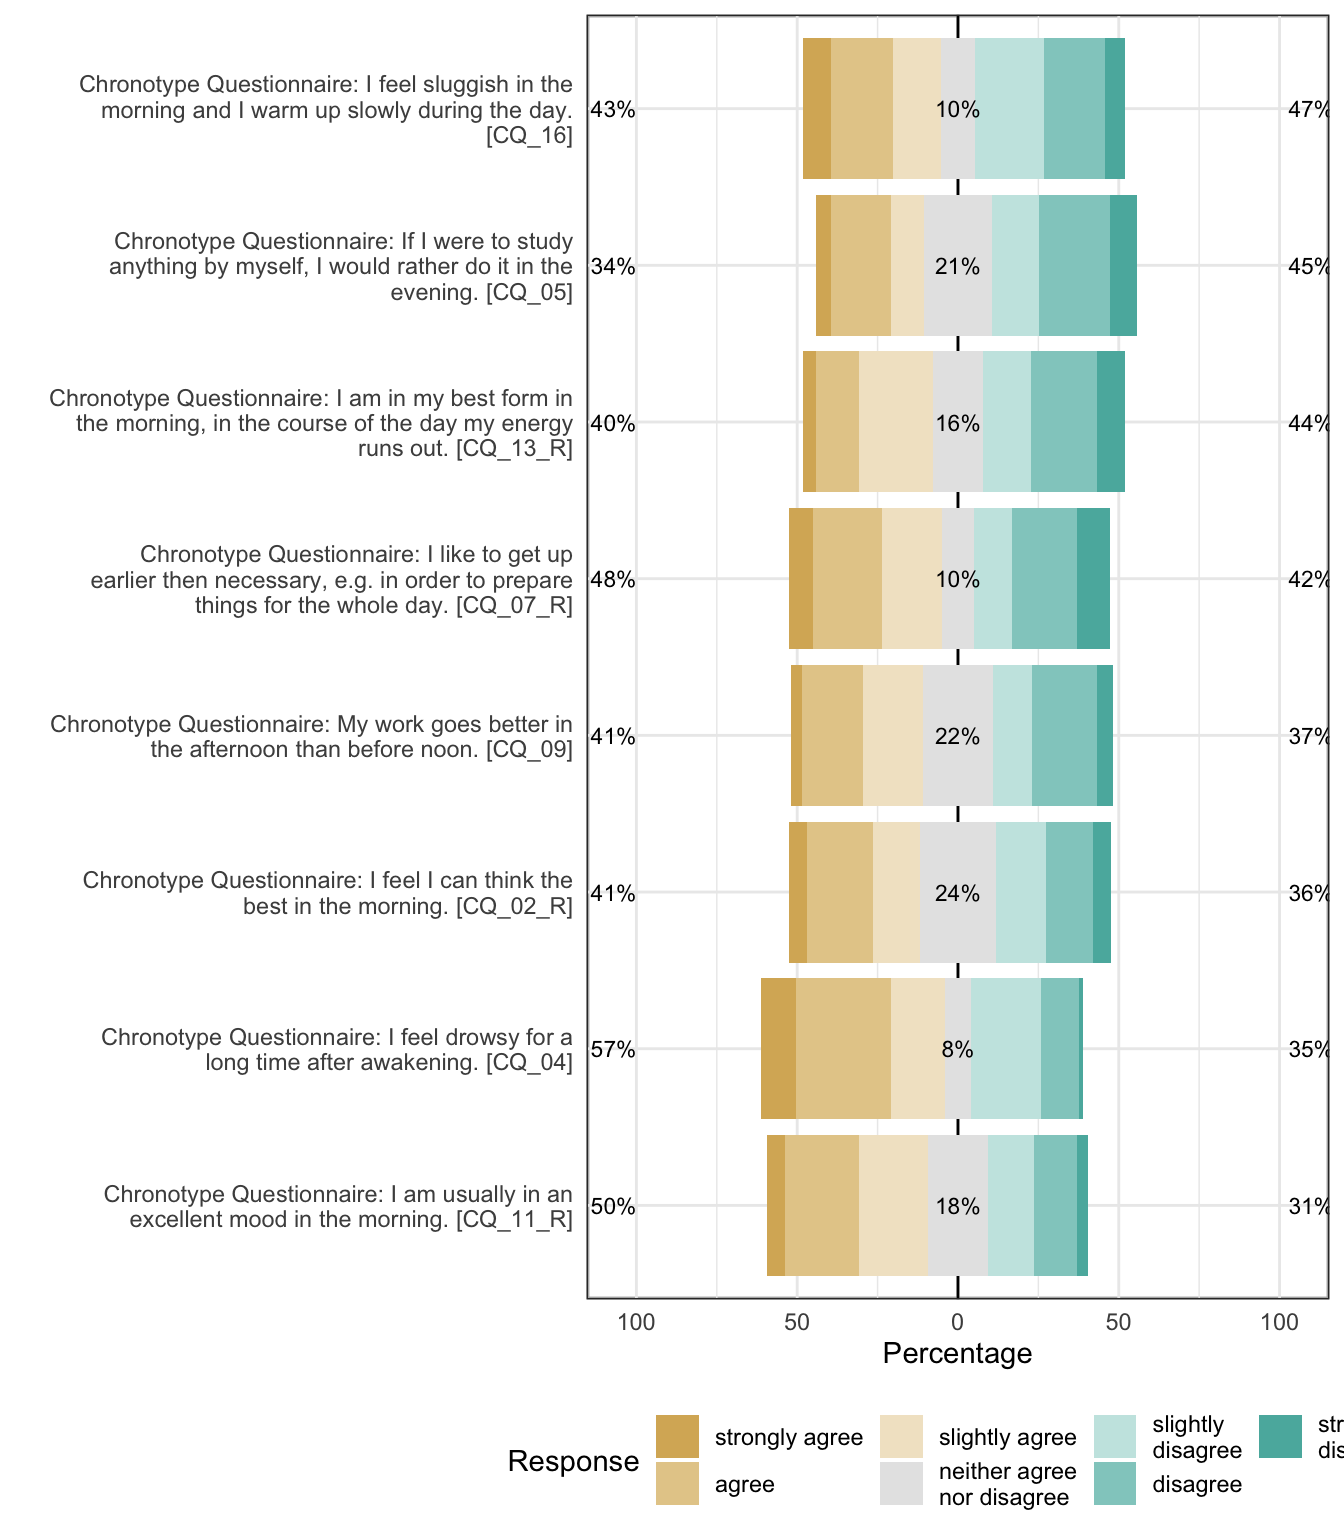 Chronotype Questionnaire: I feel sluggish in the
morning and I warm up slowly during the day.
[CQ_16]
43%
10%
47%
Chronotype Questionnaire: If I were to study
anything by myself, I would rather do it in the
evening. [CQ_05]
34%
21%
45%
Chronotype Questionnaire: I am in my best form in
the morning, in the course of the day my energy
runs out. [CQ_13_R]
40%
16%
44%
Chronotype Questionnaire: I like to get up
earlier then necessary, e.g. in order to prepare
things for the whole day. [CQ_07_R]
48%
10%
42%
Chronotype Questionnaire: My work goes better in
the afternoon than before noon. [CQ_09]
41%
22%
37%
Chronotype Questionnaire: I feel I can think the
best in the morning. [CQ_02_R]
41%
24%
36%
Chronotype Questionnaire: I feel drowsy for a
long time after awakening. [CQ_04]
57%
8%
35%
Chronotype Questionnaire: I am usually in an
excellent mood in the morning. [CQ_11_R]
50%
18%
31%
100 50 0 50 100
Percentage
Response
strongly agree
agree
slightly agree
neither agree
nor disagree
slightly
disagree
disagree